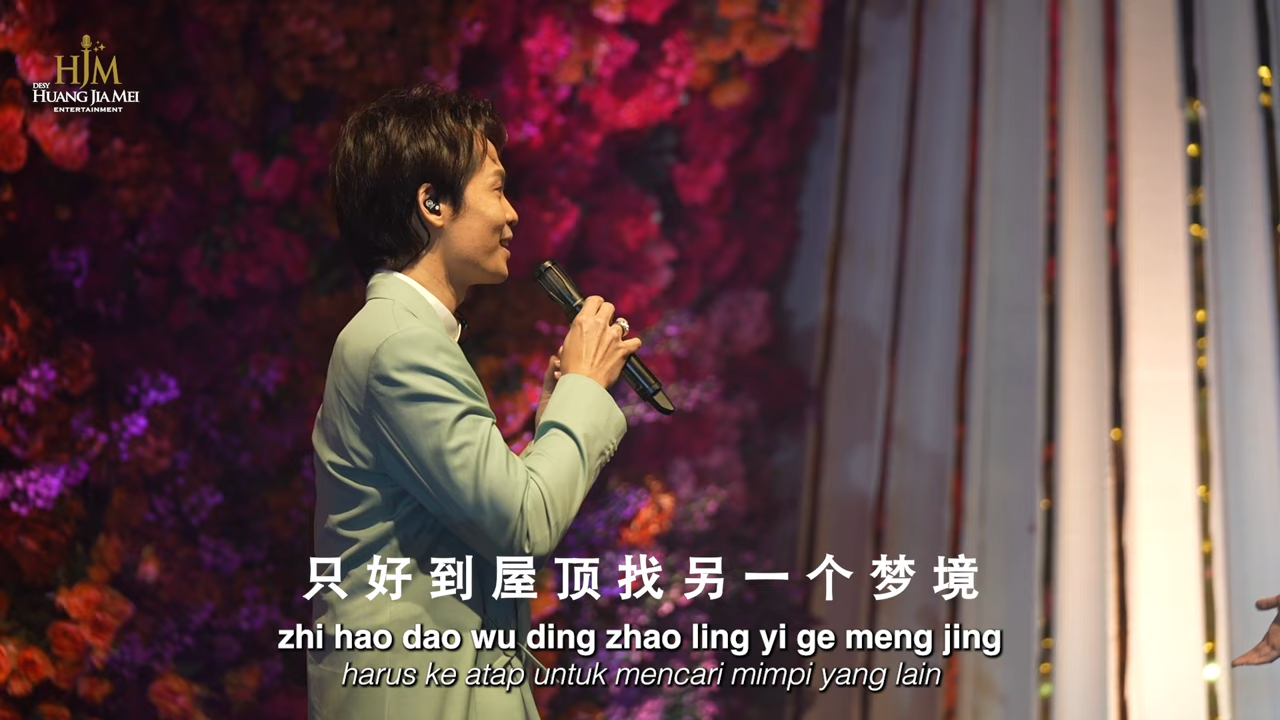 HJM
DESY
HUANG JIA MEI
ENTERTAINMENT
只好到屋顶找另一个梦境
zhi hao dao wu ding zhao ling yi ge meng jing
harus ke atap untuk mencari mimpi yang lain